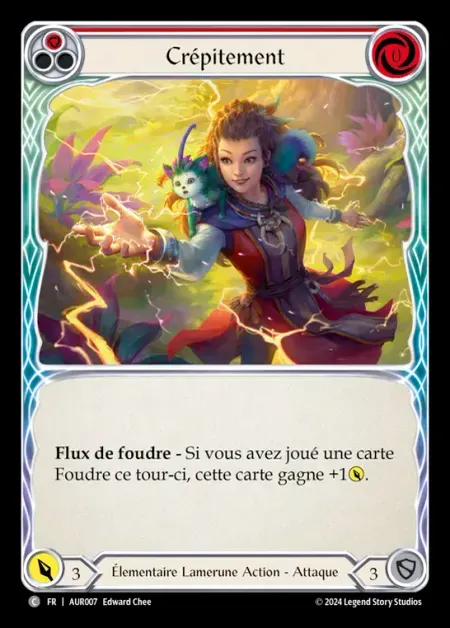 Crépitement
0
Flux de foudre - Si vous avez joué une carte
Foudre ce tour-ci, cette carte gagne +1.
3
Élementaire Lamerune Action - Attaque
3
C FR | AUR007 Edward Chee
© 2024 Legend Story Studios